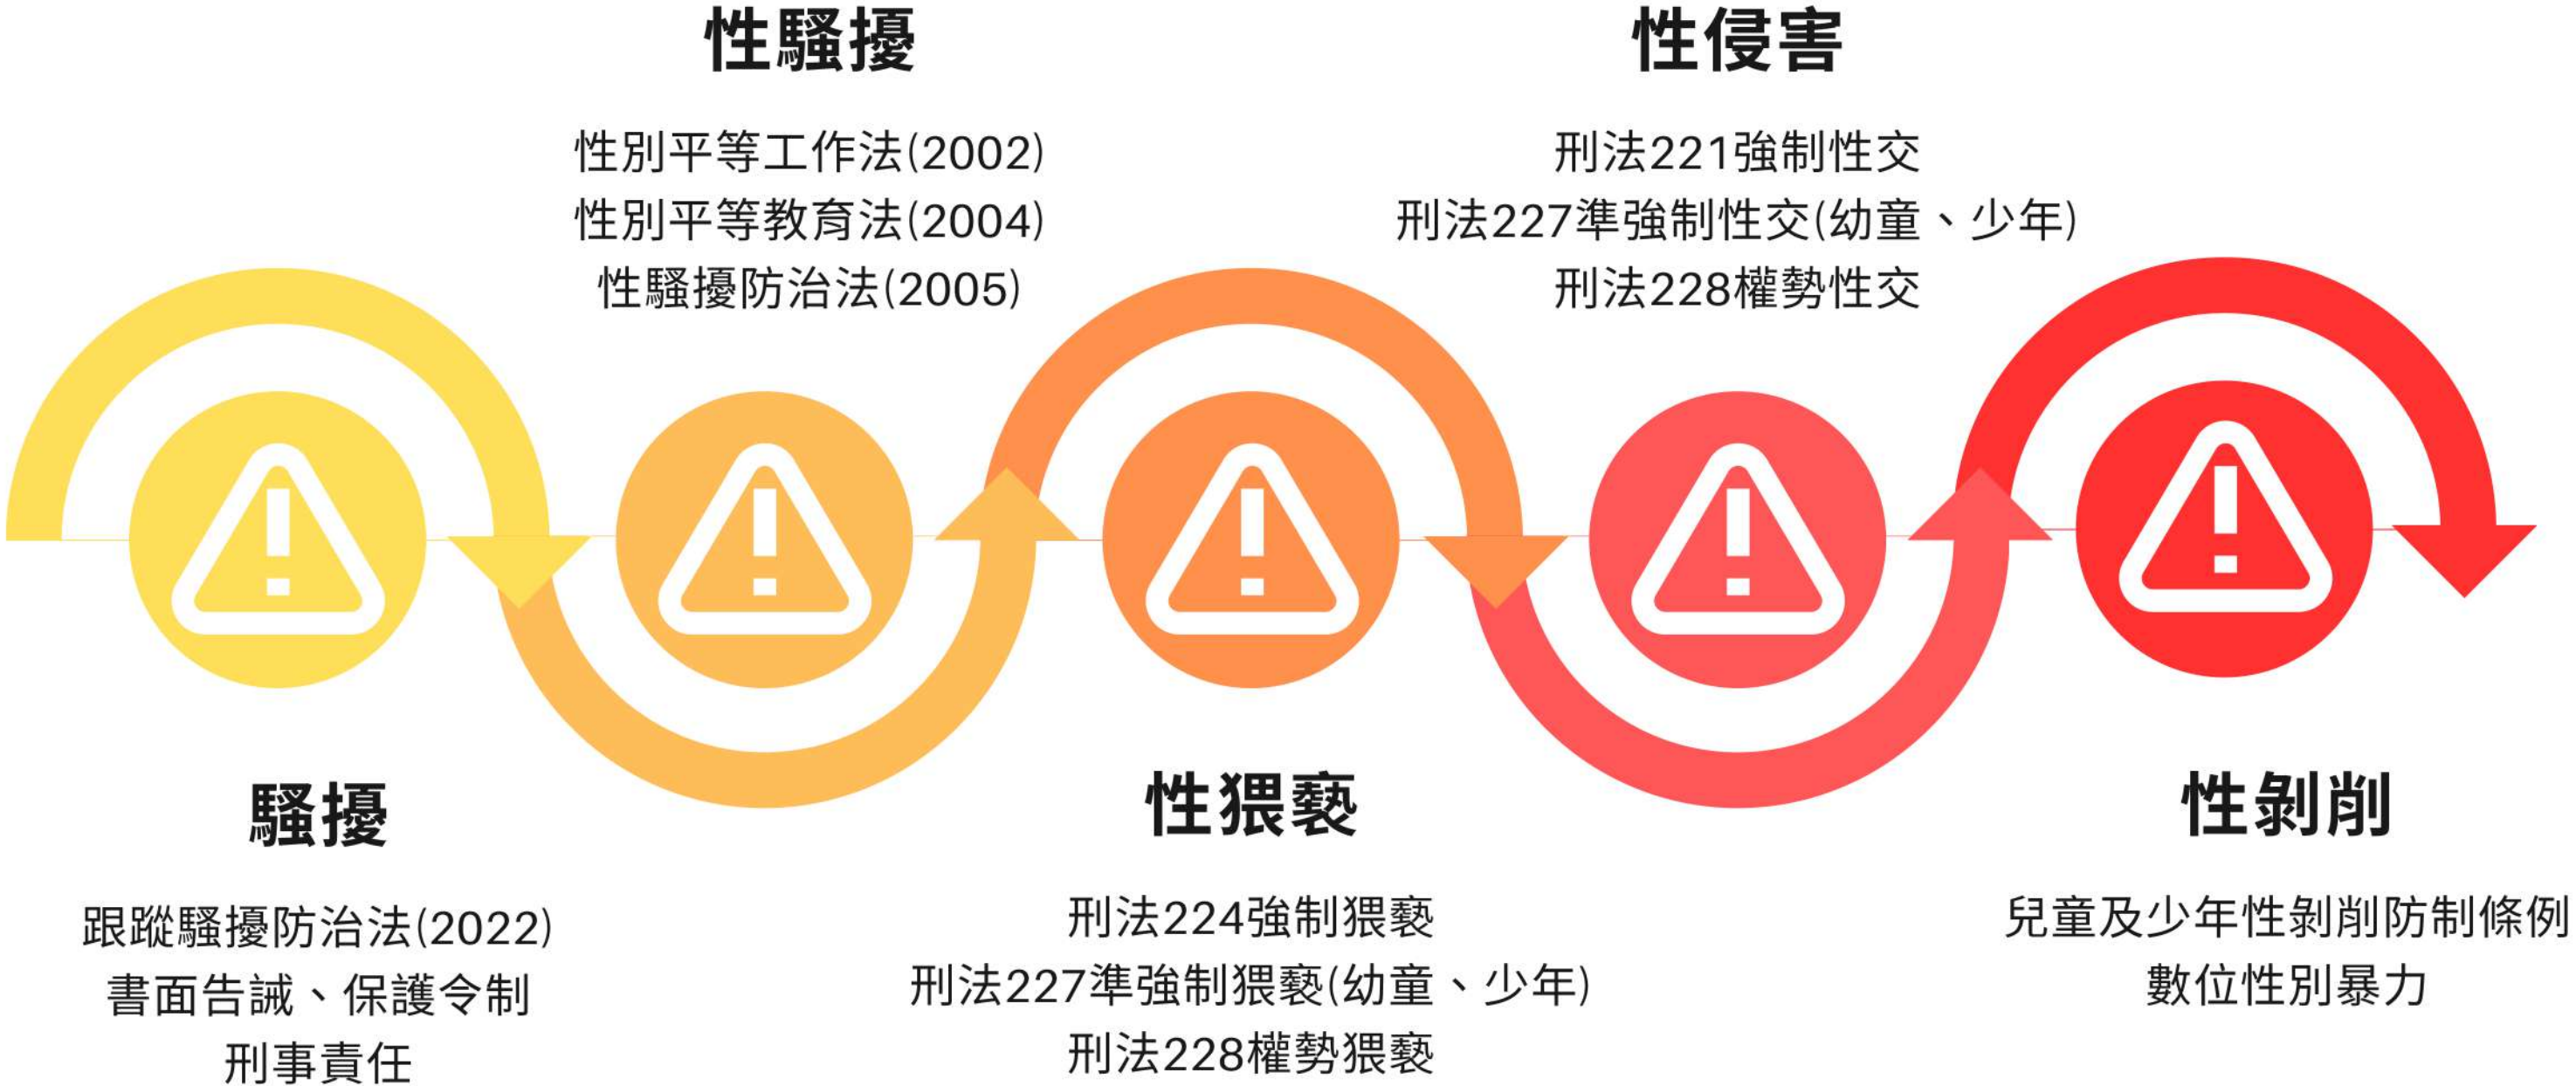 騷擾
跟蹤騷擾防治法(2022)
書面告誡、保護令制
刑事責任
性騷擾
性別平等工作法(2002)
性別平等教育法(2004)
性騷擾防治法(2005)
性猥褻
刑法224強制猥褻
刑法227準強制猥褻(幼童、少年)
刑法228權勢猥褻
性侵害
刑法221強制性交
刑法227準強制性交(幼童、少年)
刑法228權勢性交
性剝削
兒童及少年性剝削防制條例
數位性別暴力